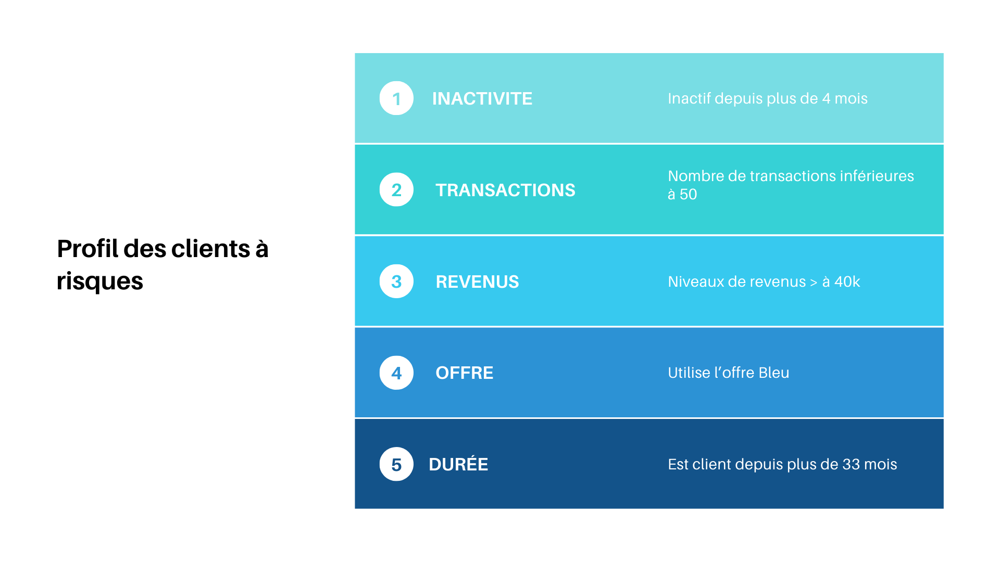 Profil des clients à
risques
1 INACTIVITE Inactif depuis plus de 4 mois
2 TRANSACTIONS Nombre de transactions inférieures
à 50
3 REVENUS Niveaux de revenus > à 40k
4 OFFRE Utilise l’offre Bleu
5 DURÉE Est client depuis plus de 33 mois